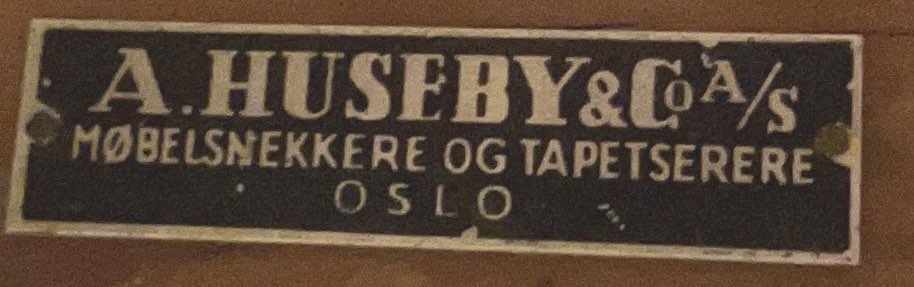 A. HUSEBY & Co A/S
MØBELSNEKKERE OG TAPETSERERE
OSLO